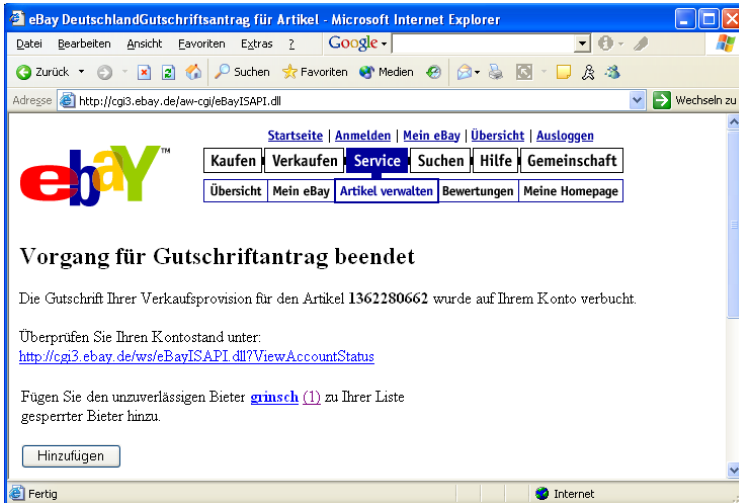 eBay DeutschlandGutschriftsantrag für Artikel - Microsoft Internet Explorer
Datei Bearbeiten Ansicht Favoriten Extras ? Google
Zurück Suchen Favoriten Medien
Adresse http://cgi3.ebay.de/aw-cgi/eBayISAPI.dll Wechseln zu
Startseite | Anmelden | Mein eBay | Übersicht | Ausloggen
ebaY™ Kaufen Verkaufen Service Suchen Hilfe Gemeinschaft
Übersicht Mein eBay Artikel verwalten Bewertungen Meine Homepage
Vorgang für Gutschriftantrag beendet
Die Gutschrift Ihrer Verkaufsprovision für den Artikel 1362280662 wurde auf Ihrem Konto verbucht.
Überprüfen Sie Ihren Kontostand unter:
http://cgi3.ebay.de/ws/eBayISAPI.dll?ViewAccountStatus
Fügen Sie den unzuverlässigen Bieter grinsch (1) zu Ihrer Liste
gesperrter Bieter hinzu.
Hinzufügen
Fertig Internet